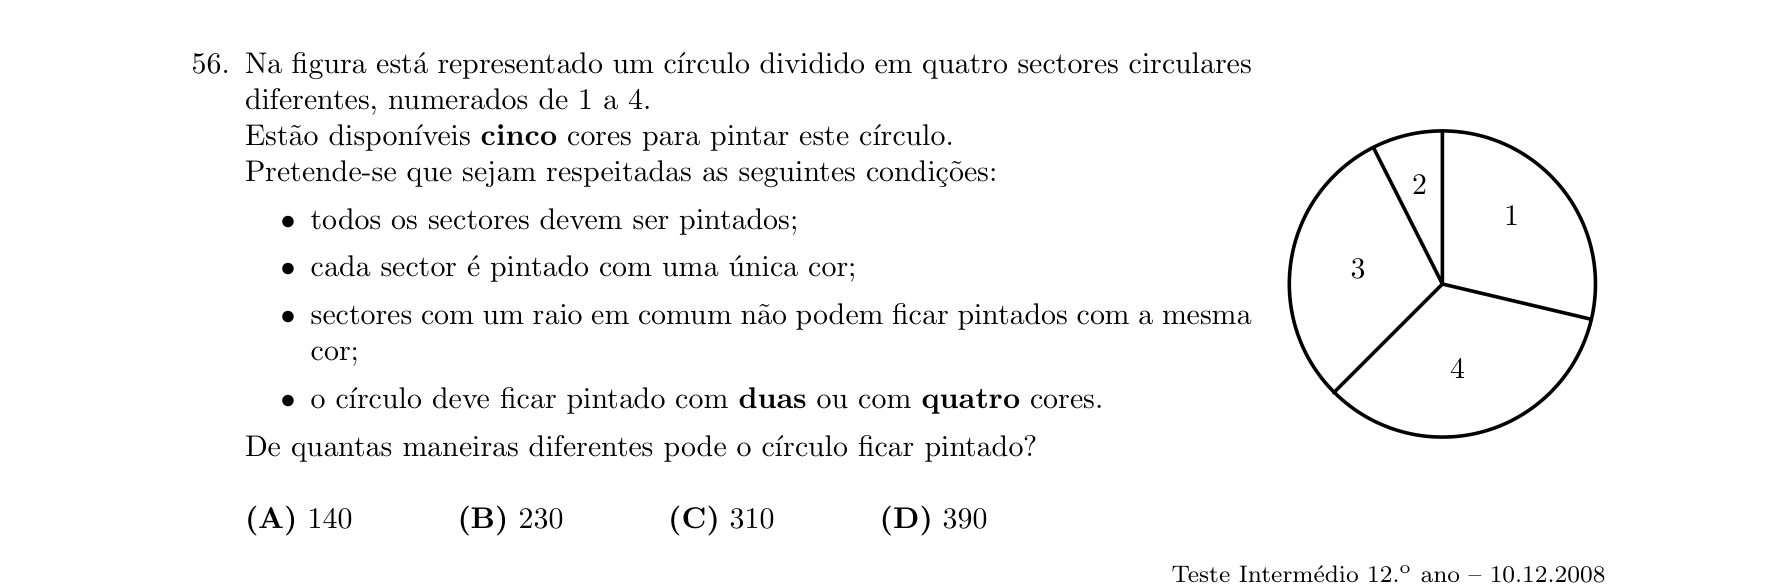 56. Na figura está representado um círculo dividido em quatro sectores circulares
diferentes, numerados de 1 a 4.
Estão disponíveis cinco cores para pintar este círculo.
Pretende-se que sejam respeitadas as seguintes condições:
• todos os sectores devem ser pintados;
• cada sector é pintado com uma única cor;
• sectores com um raio em comum não podem ficar pintados com a mesma
cor;
• o círculo deve ficar pintado com duas ou com quatro cores.
De quantas maneiras diferentes pode o círculo ficar pintado?
(A) 140 (B) 230 (C) 310 (D) 390
2
1
3
4
Teste Intermédio 12.º ano – 10.12.2008